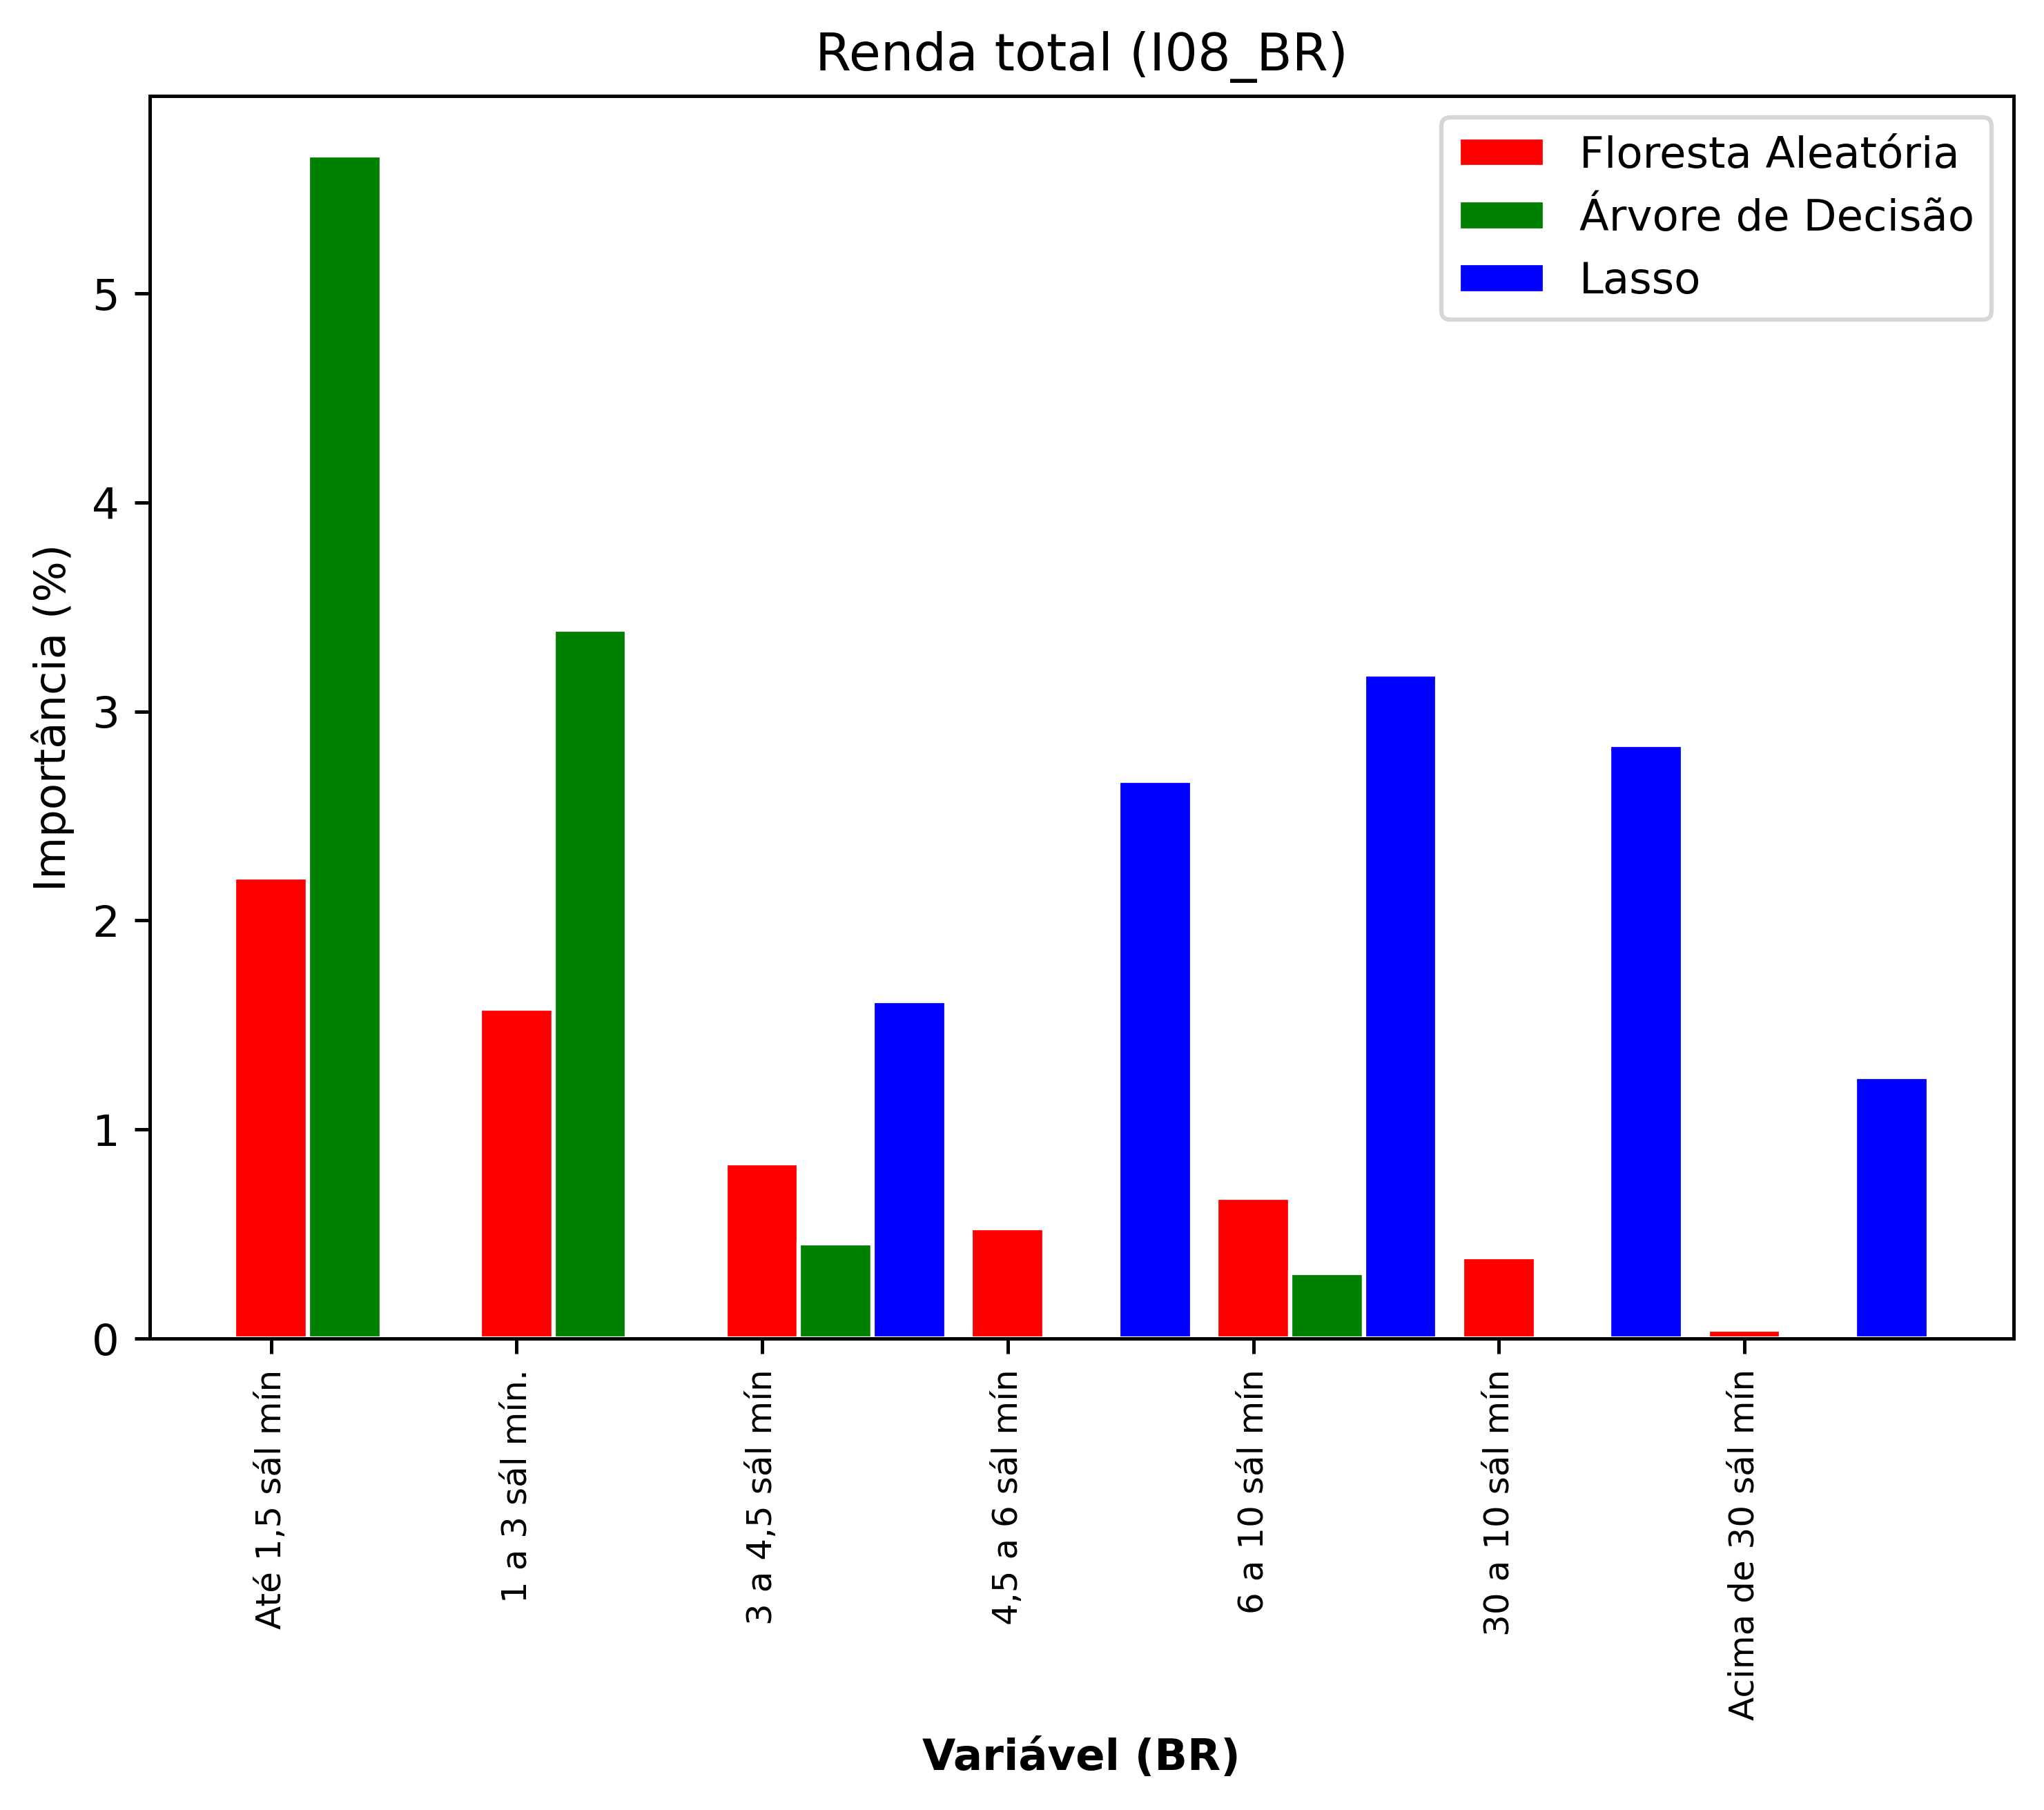 Renda total (I08_BR)
Floresta Aleatória
Árvore de Decisão
Lasso
Importância (%)
5
4
3
2
1
0
Até 1,5 sál mín
1 a 3 sál mín.
3 a 4,5 sál mín
4,5 a 6 sál mín
6 a 10 sál mín
30 a 10 sál mín
Acima de 30 sál mín
Variável (BR)